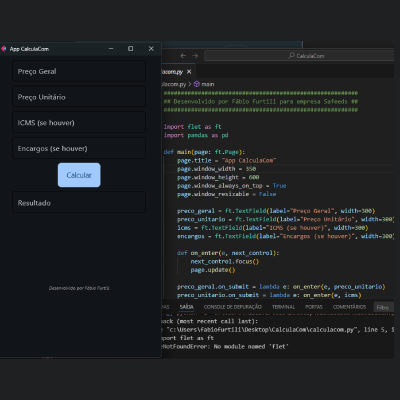 App CalculaCom
Preço Geral
Preço Unitário
ICMS (se houver)
Encargos (se houver)
Calcular
Resultado
Desenvolvido por Fábio Furtili
CalculaCom
lacom.py
lacom.py > main
## Desenvolvido por Fábio Furtili para empresa Safeeds ##
import flet as ft
import pandas as pd
def main(page: ft.Page):
page.title = "App CalculaCom"
page.window_width = 350
page.window_height = 600
page.window_always_on_top = True
page.window_resizable = False
preco_geral = ft.TextField(label="Preço Geral", width=300)
preco_unitario = ft.TextField(label="Preço Unitário", width=300)
icms = ft.TextField(label="ICMS (se houver)", width=300)
encargos = ft.TextField(label="Encargos (se houver)", width=
def on_enter(e, next_control):
next_control.focus()
page.update()
preco_geral.on_submit = lambda e: on_enter(e, preco_unitario)
preco_unitario.on_submit = lambda e: on_enter(e, icms)
SAÍDA CONSOLE DE DEPURAÇÃO TERMINAL PORTAS COMENTÁRIOS Filtro
back (most recent call last):
"c:\Users\fabiofurtili\Desktop\CalculaCom\calculacom.py", line 5, i
port flet as ft
eNotFoundError: No module named 'flet'